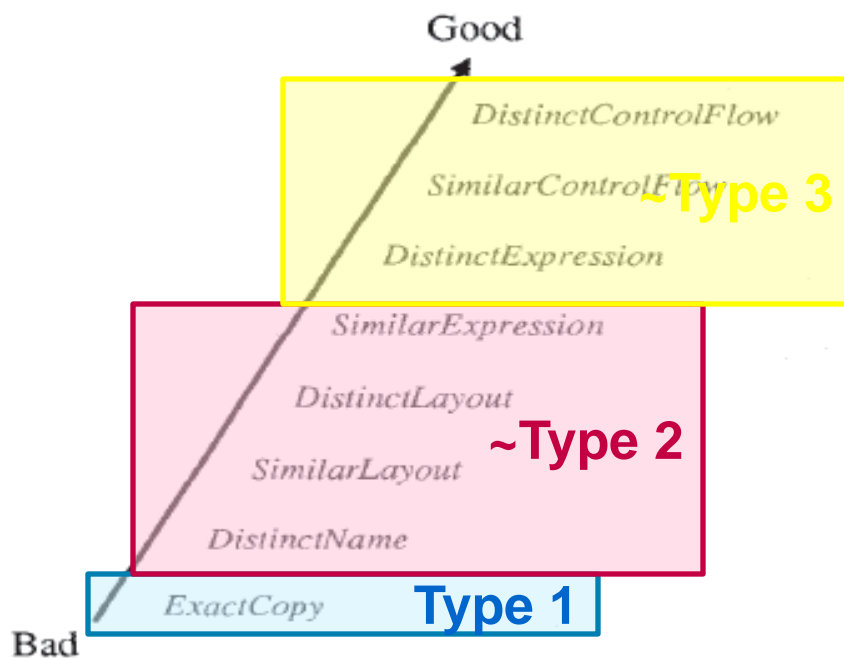 Good
DistinctControlFlow
SimilarControlFlow
~Type 3
DistinctExpression
SimilarExpression
DistinctLayout
~Type 2
SimilarLayout
DistinctName
ExactCopy
Type 1
Bad